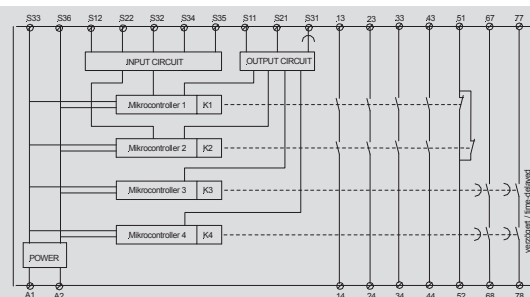 S33 S36 S12 S22 S32 S34 S35 S11 S21 S31 13 23 33 43 51 67 77
INPUT CIRCUIT
OUTPUT CIRCUIT
Mikrocontroller 1 K1
Mikrocontroller 2 K2
Mikrocontroller 3 K3
Mikrocontroller 4 K4
verzögert / time-delayed
POWER
A1 A2 14 24 34 44 52 68 78